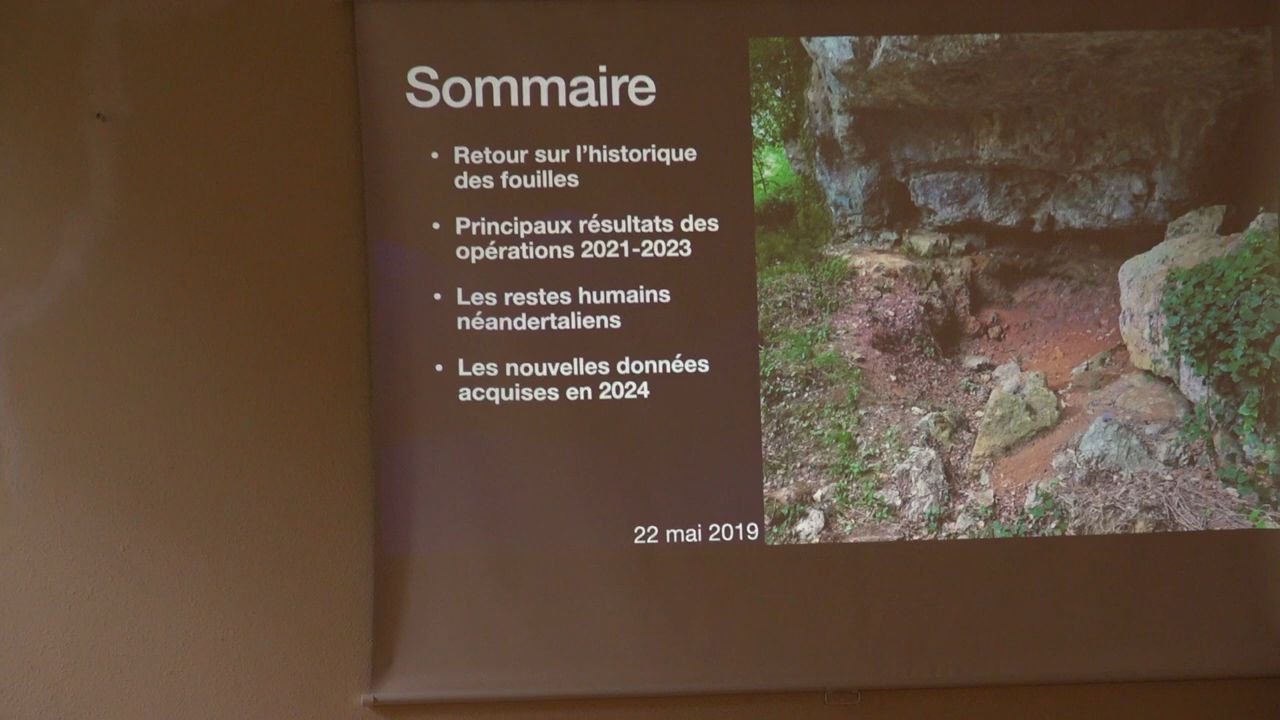 Sommaire
• Retour sur l'historique
des fouilles
• Principaux résultats des
opérations 2021-2023
• Les restes humains
néandertaliens
• Les nouvelles données
acquises en 2024
22 mai 2019